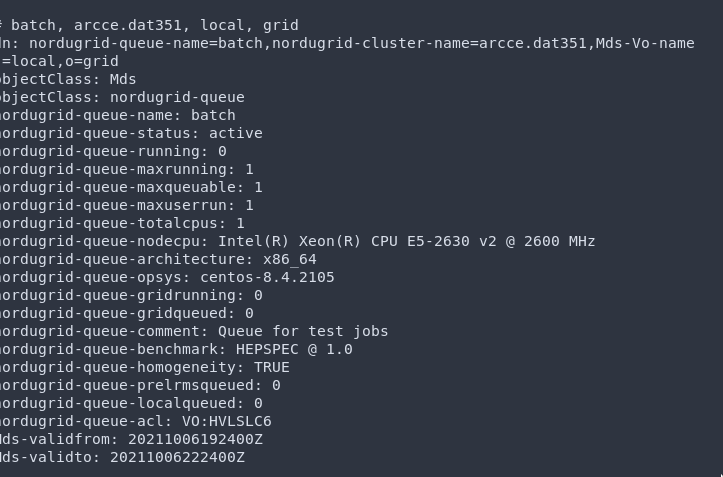 # batch, arcce.dat351, local, grid
dn: nordugrid-queue-name=batch,nordugrid-cluster-name=arcce.dat351,Mds-Vo-name
=local,o=grid
objectClass: Mds
objectClass: nordugrid-queue
nordugrid-queue-name: batch
nordugrid-queue-status: active
nordugrid-queue-running: 0
nordugrid-queue-maxrunning: 1
nordugrid-queue-maxqueuable: 1
nordugrid-queue-maxuserrun: 1
nordugrid-queue-totalcpus: 1
nordugrid-queue-nodecpu: Intel(R) Xeon(R) CPU E5-2630 v2 @ 2600 MHz
nordugrid-queue-architecture: x86_64
nordugrid-queue-opsys: centos-8.4.2105
nordugrid-queue-gridrunning: 0
nordugrid-queue-gridqueued: 0
nordugrid-queue-comment: Queue for test jobs
nordugrid-queue-benchmark: HEPSPEC @ 1.0
nordugrid-queue-homogeneity: TRUE
nordugrid-queue-prelrmsqueued: 0
nordugrid-queue-localqueued: 0
nordugrid-queue-acl: VO:HVLSLC6
Mds-validfrom: 20211006192400Z
Mds-validto: 20211006222400Z